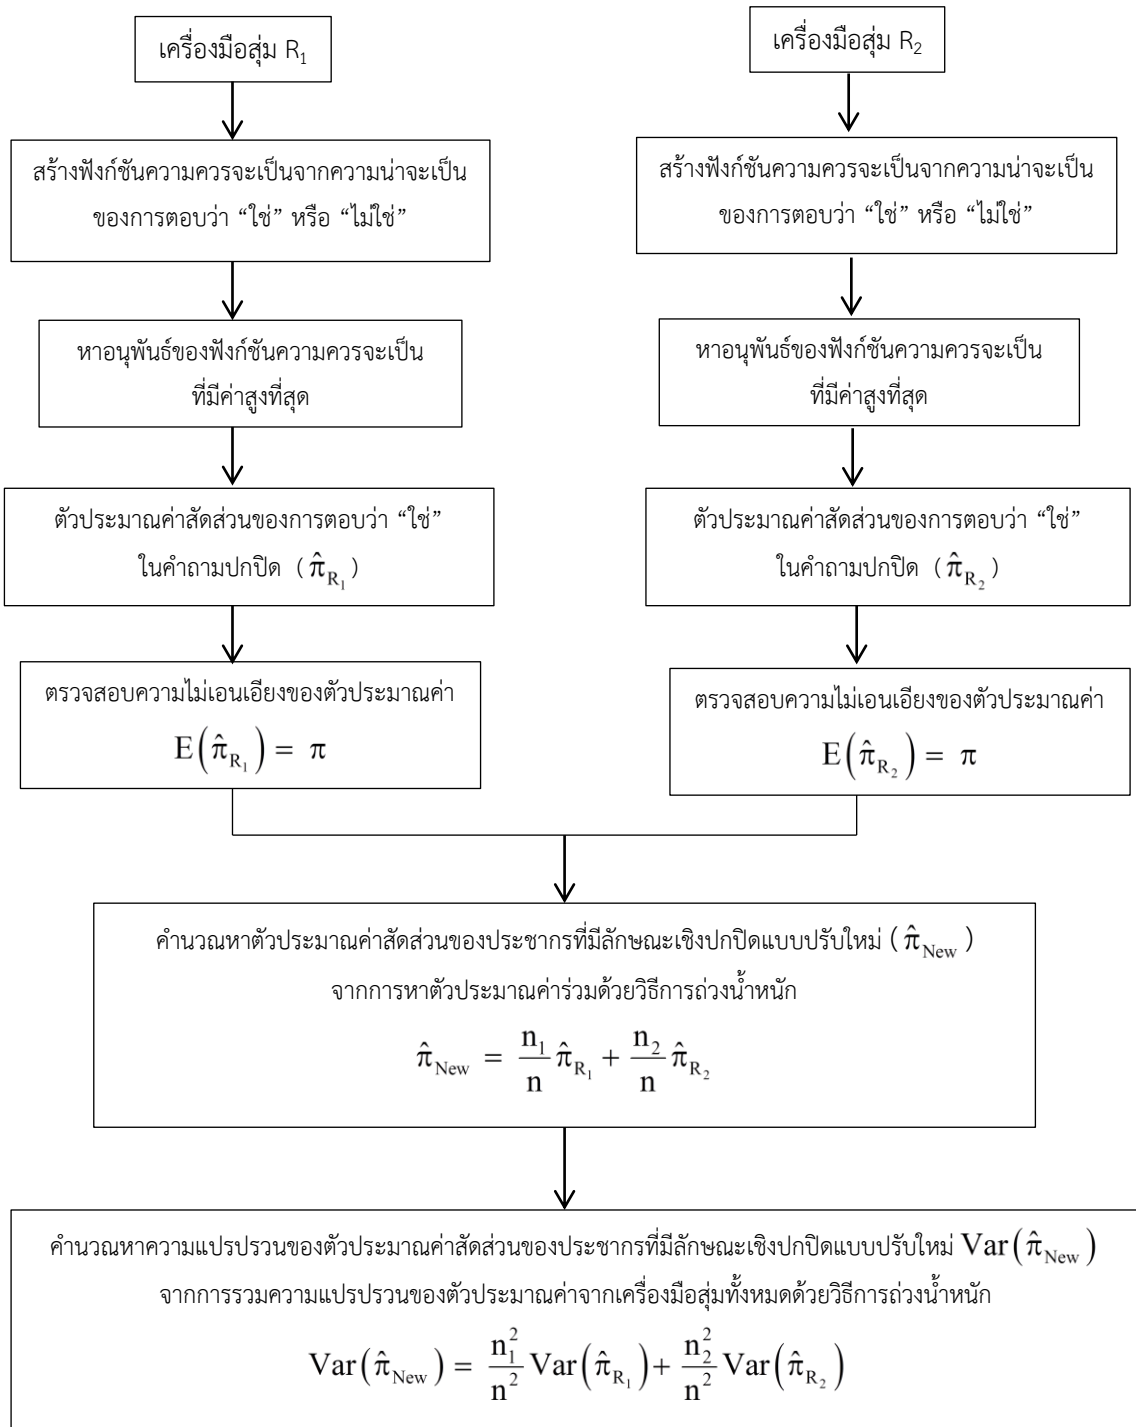 เครื่องมือสุ่ม R₁
เครื่องมือสุ่ม R₂
สร้างฟังก์ชันความควรจะเป็นจากความน่าจะเป็น
ของการตอบว่า “ใช่” หรือ “ไม่ใช่”
สร้างฟังก์ชันความควรจะเป็นจากความน่าจะเป็น
ของการตอบว่า “ใช่” หรือ “ไม่ใช่”
หาอนุพันธ์ของฟังก์ชันความควรจะเป็น
ที่มีค่าสูงที่สุด
หาอนุพันธ์ของฟังก์ชันความควรจะเป็น
ที่มีค่าสูงที่สุด
ตัวประมาณค่าสัดส่วนของการตอบว่า “ใช่”
ในคำถามปกปิด ( π̂_R₁ )
ตัวประมาณค่าสัดส่วนของการตอบว่า “ใช่”
ในคำถามปกปิด ( π̂_R₂ )
ตรวจสอบความไม่เอนเอียงของตัวประมาณค่า
E(π̂_R₁) = π
ตรวจสอบความไม่เอนเอียงของตัวประมาณค่า
E(π̂_R₂) = π
คำนวณหาตัวประมาณค่าสัดส่วนของประชากรที่มีลักษณะเชิงปกปิดแบบปรับใหม่ ( π̂_New )
จากการหาตัวประมาณค่าร่วมด้วยวิธีการถ่วงน้ำหนัก
π̂_New = n₁/n π̂_R₁ + n₂/n π̂_R₂
คำนวณหาความแปรปรวนของตัวประมาณค่าสัดส่วนของประชากรที่มีลักษณะเชิงปกปิดแบบปรับใหม่ Var(π̂_New)
จากการรวมความแปรปรวนของตัวประมาณค่าจากเครื่องมือสุ่มทั้งหมดด้วยวิธีการถ่วงน้ำหนัก
Var(π̂_New) = n₁²/n² Var(π̂_R₁) + n₂²/n² Var(π̂_R₂)